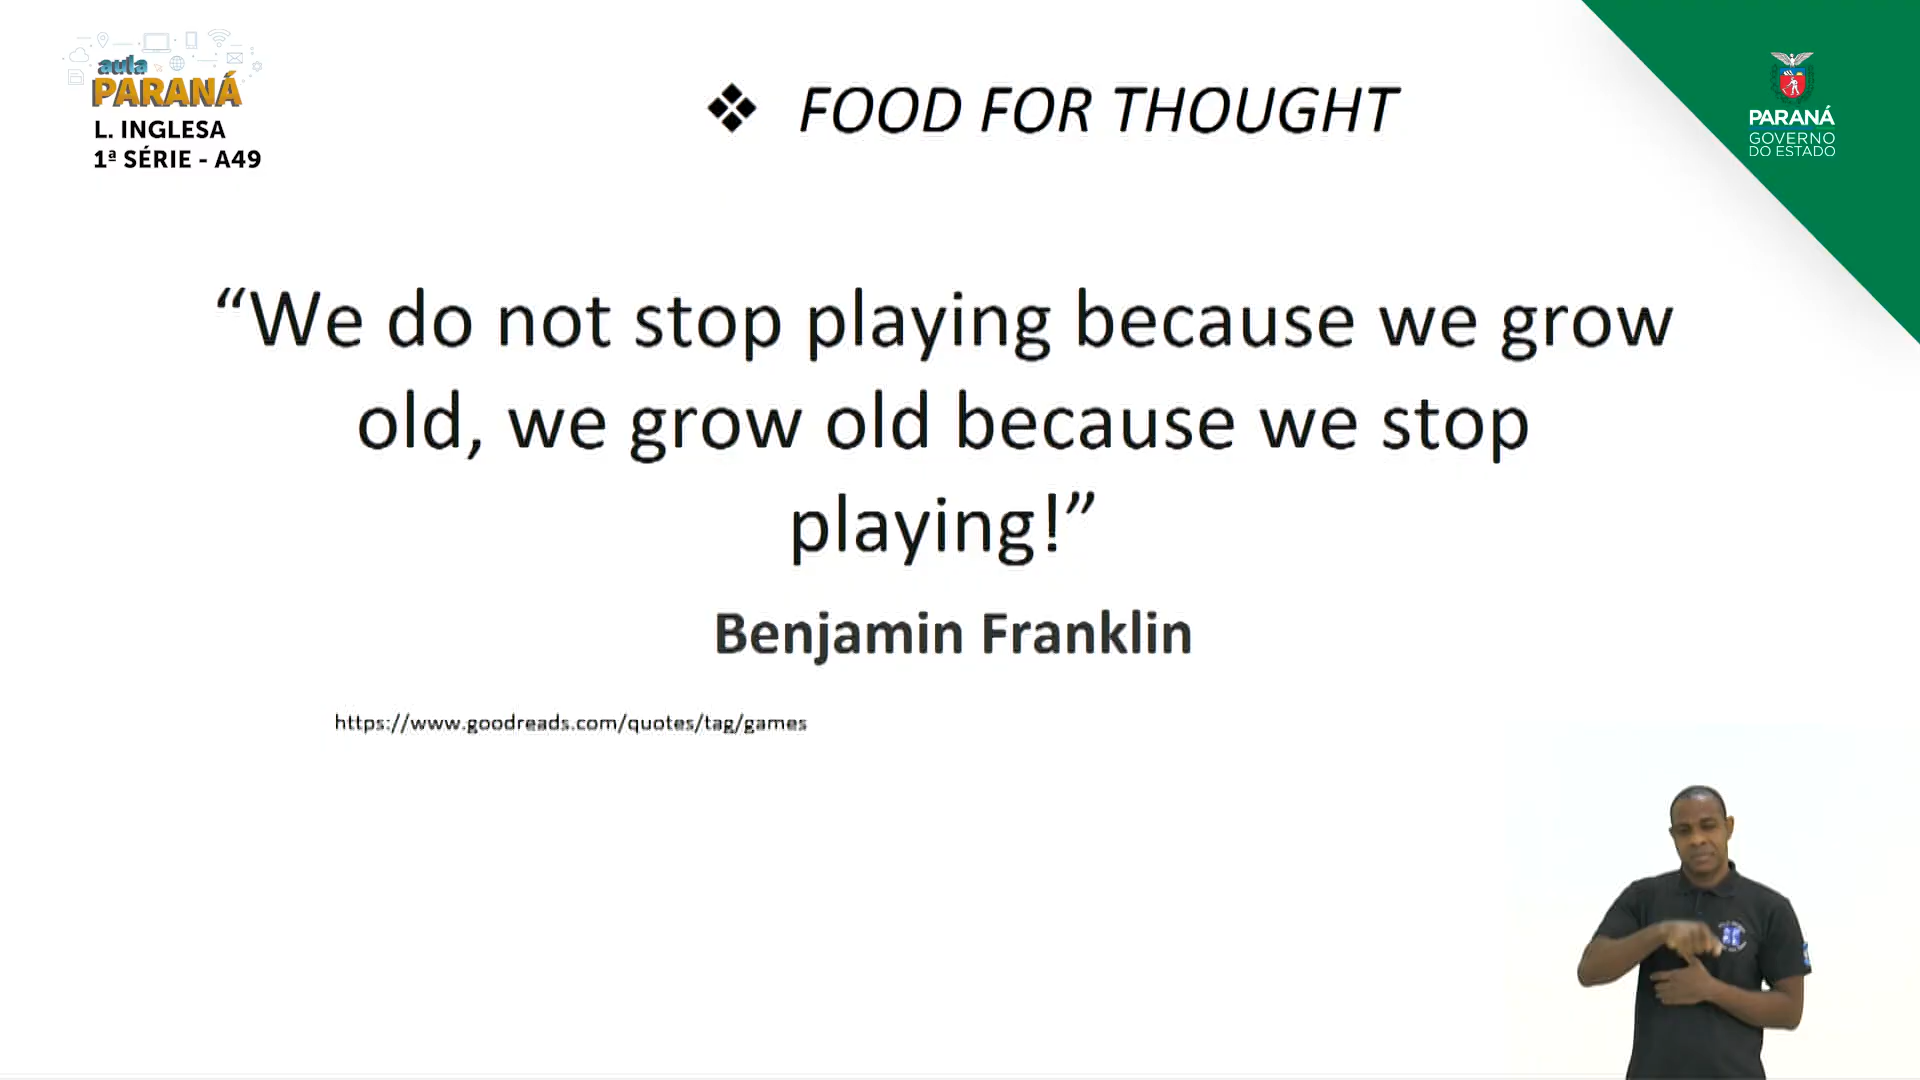 aula
PARANÁ
L. INGLESA
1ª SÉRIE - A49
❖ FOOD FOR THOUGHT
PARANÁ
GOVERNO
DO ESTADO
“We do not stop playing because we grow
old, we grow old because we stop
playing!”
Benjamin Franklin
https://www.goodreads.com/quotes/tag/games